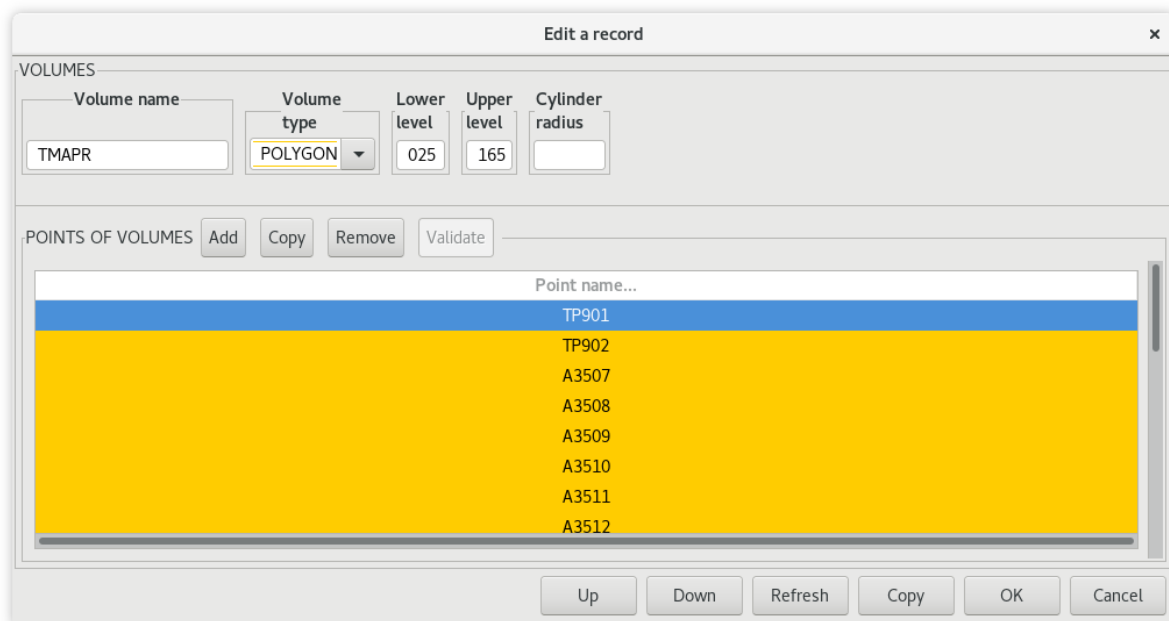 Edit a record ×
VOLUMES
Volume name Volume type Lower level Upper level Cylinder radius
TMAPR POLYGON 025 165
POINTS OF VOLUMES Add Copy Remove Validate
Point name...
TP901
TP902
A3507
A3508
A3509
A3510
A3511
A3512
Up Down Refresh Copy OK Cancel